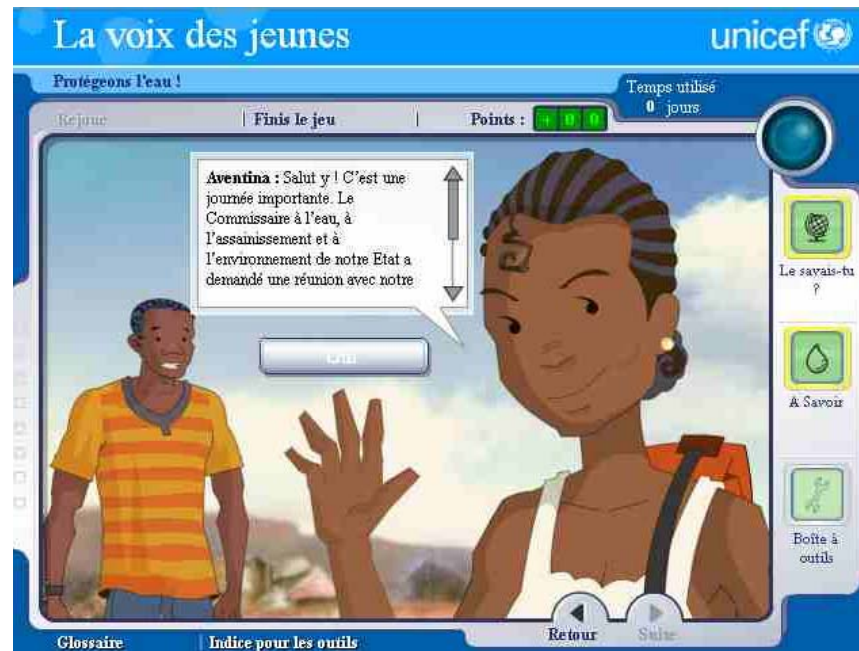 La voix des jeunes
unicef
Protégeons l'eau !
Temps utilisé
0 jours
Rejoue
Finis le jeu
Points :
+ 0 0
Aventina : Salut y ! C'est une
journée importante. Le
Commissaire à l'eau, à
l'assainissement et à
l'environnement de notre Etat a
demandé une réunion avec notre
Le savais-tu
?
A Savoir
Boîte à
outils
Retour
Suite
Glossaire
Indice pour les outils